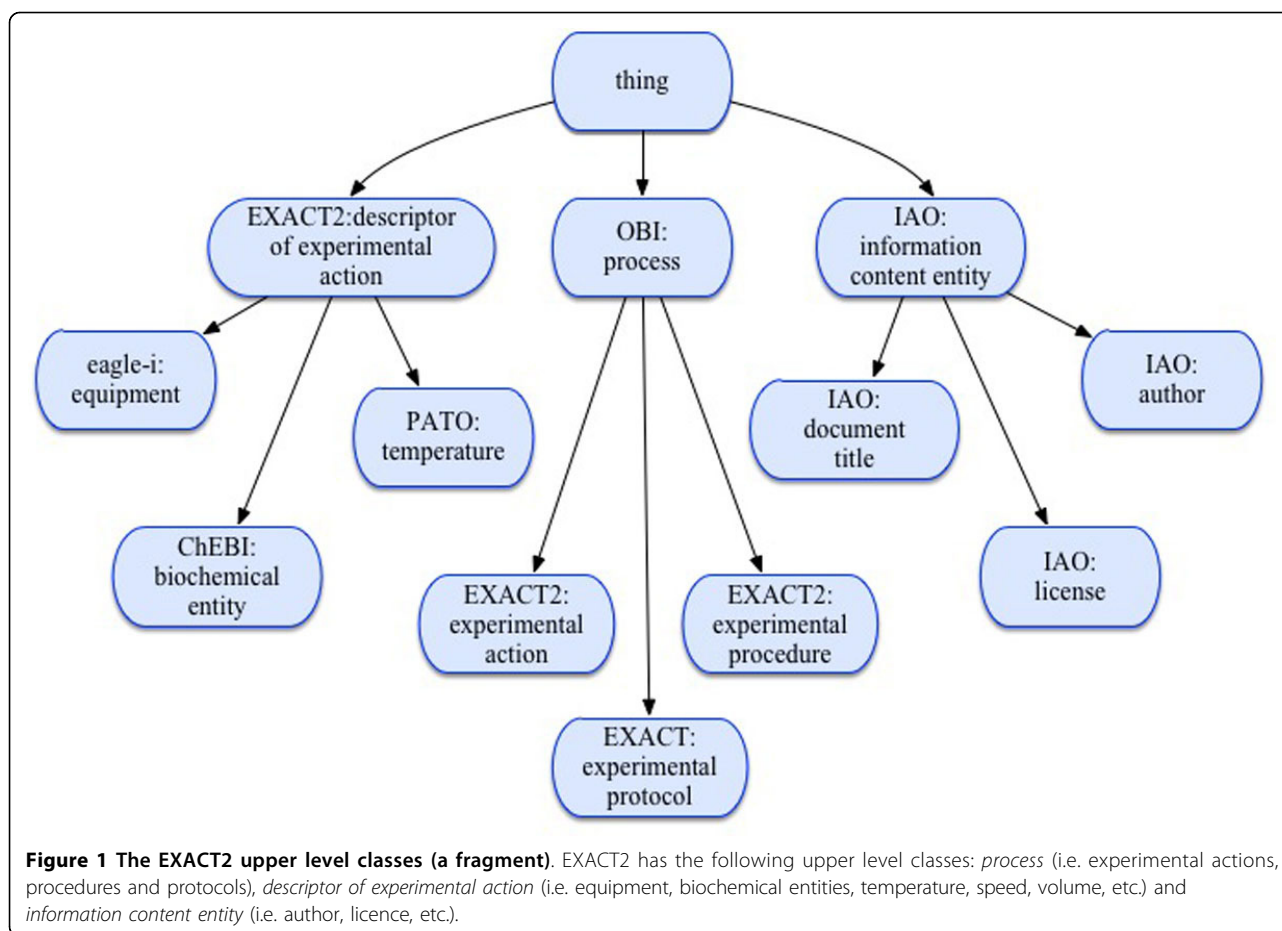 thing
EXACT2:descriptor
of experimental
action
OBI:
process
IAO:
information
content entity
eagle-i:
equipment
PATO:
temperature
IAO:
document
title
IAO:
author
ChEBI:
biochemical
entity
EXACT2:
experimental
action
EXACT2:
experimental
procedure
IAO:
license
EXACT:
experimental
protocol
Figure 1 The EXACT2 upper level classes (a fragment). EXACT2 has the following upper level classes: process (i.e. experimental actions,
procedures and protocols), descriptor of experimental action (i.e. equipment, biochemical entities, temperature, speed, volume, etc.) and
information content entity (i.e. author, licence, etc.).